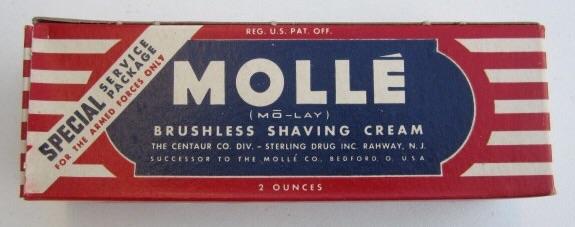 REG. U.S. PAT. OFF.
SPECIAL SERVICE PACKAGE
FOR THE ARMED FORCES ONLY
MOLLÉ
(MŌ-LAY)
BRUSHLESS SHAVING CREAM
THE CENTAUR CO. DIV. – STERLING DRUG INC. RAHWAY, N. J.
SUCCESSOR TO THE MOLLÉ CO., BEDFORD, O. U.S.A
2 OUNCES